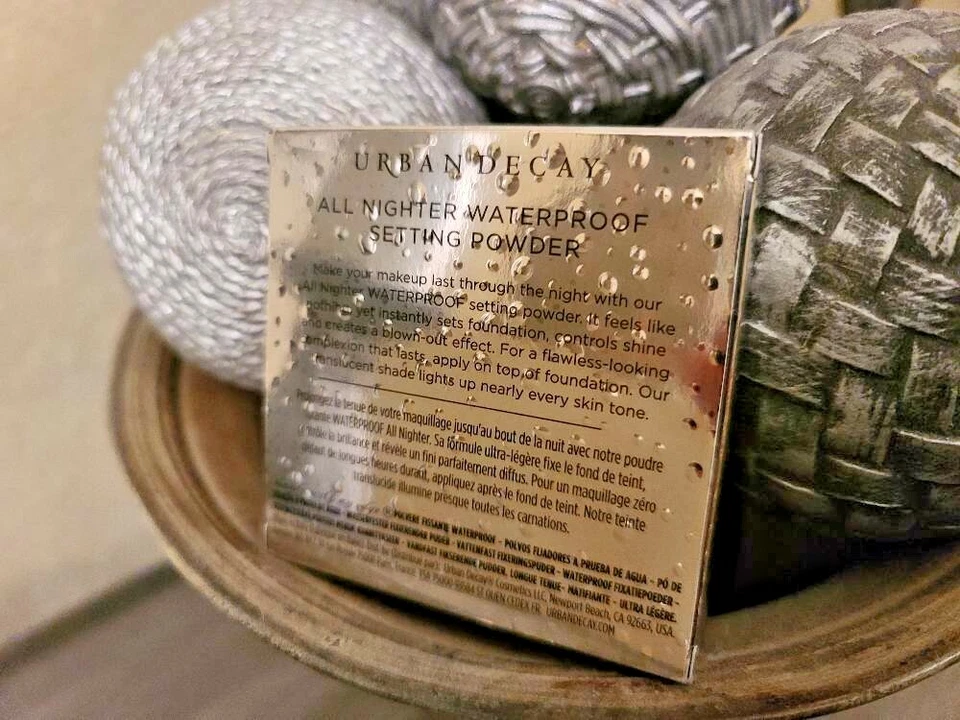 URBAN DECAY
ALL NIGHTER WATERPROOF
SETTING POWDER
Make your makeup last through the night with our
All Nighter WATERPROOF setting powder. It feels like
nothing yet instantly sets foundation, controls shine
and creates a blown-out effect. For a flawless-looking
complexion that lasts, apply on top of foundation. Our
translucent shade lights up nearly every skin tone.
Prolongez la tenue de votre maquillage jusqu'au bout de la nuit avec notre poudre
WATERPROOF All Nighter. Sa formule ultra-légère fixe le fond de teint,
la brillance et révèle un fini parfaitement diffus. Pour un maquillage zéro
défaut de longues heures durant, appliquez après le fond de teint. Notre teinte
translucide illumine presque toutes les carnations.
WATERPROOF - POLVOS FIJADORES A PRUEBA DE AGUA - PÓ DE
- VATTENFAST FIXERINGSPUDER - WATERPROOF FIXATIEPOEDER -
PUDDER. LONGUE TENUE - MATIFIANTE - ULTRA LÉGÈRE.
Urban Decay® Cosmetics LLC, Newport Beach, CA 92663, USA.
ST OUEN CEDEX FR URBANDECAY.COM